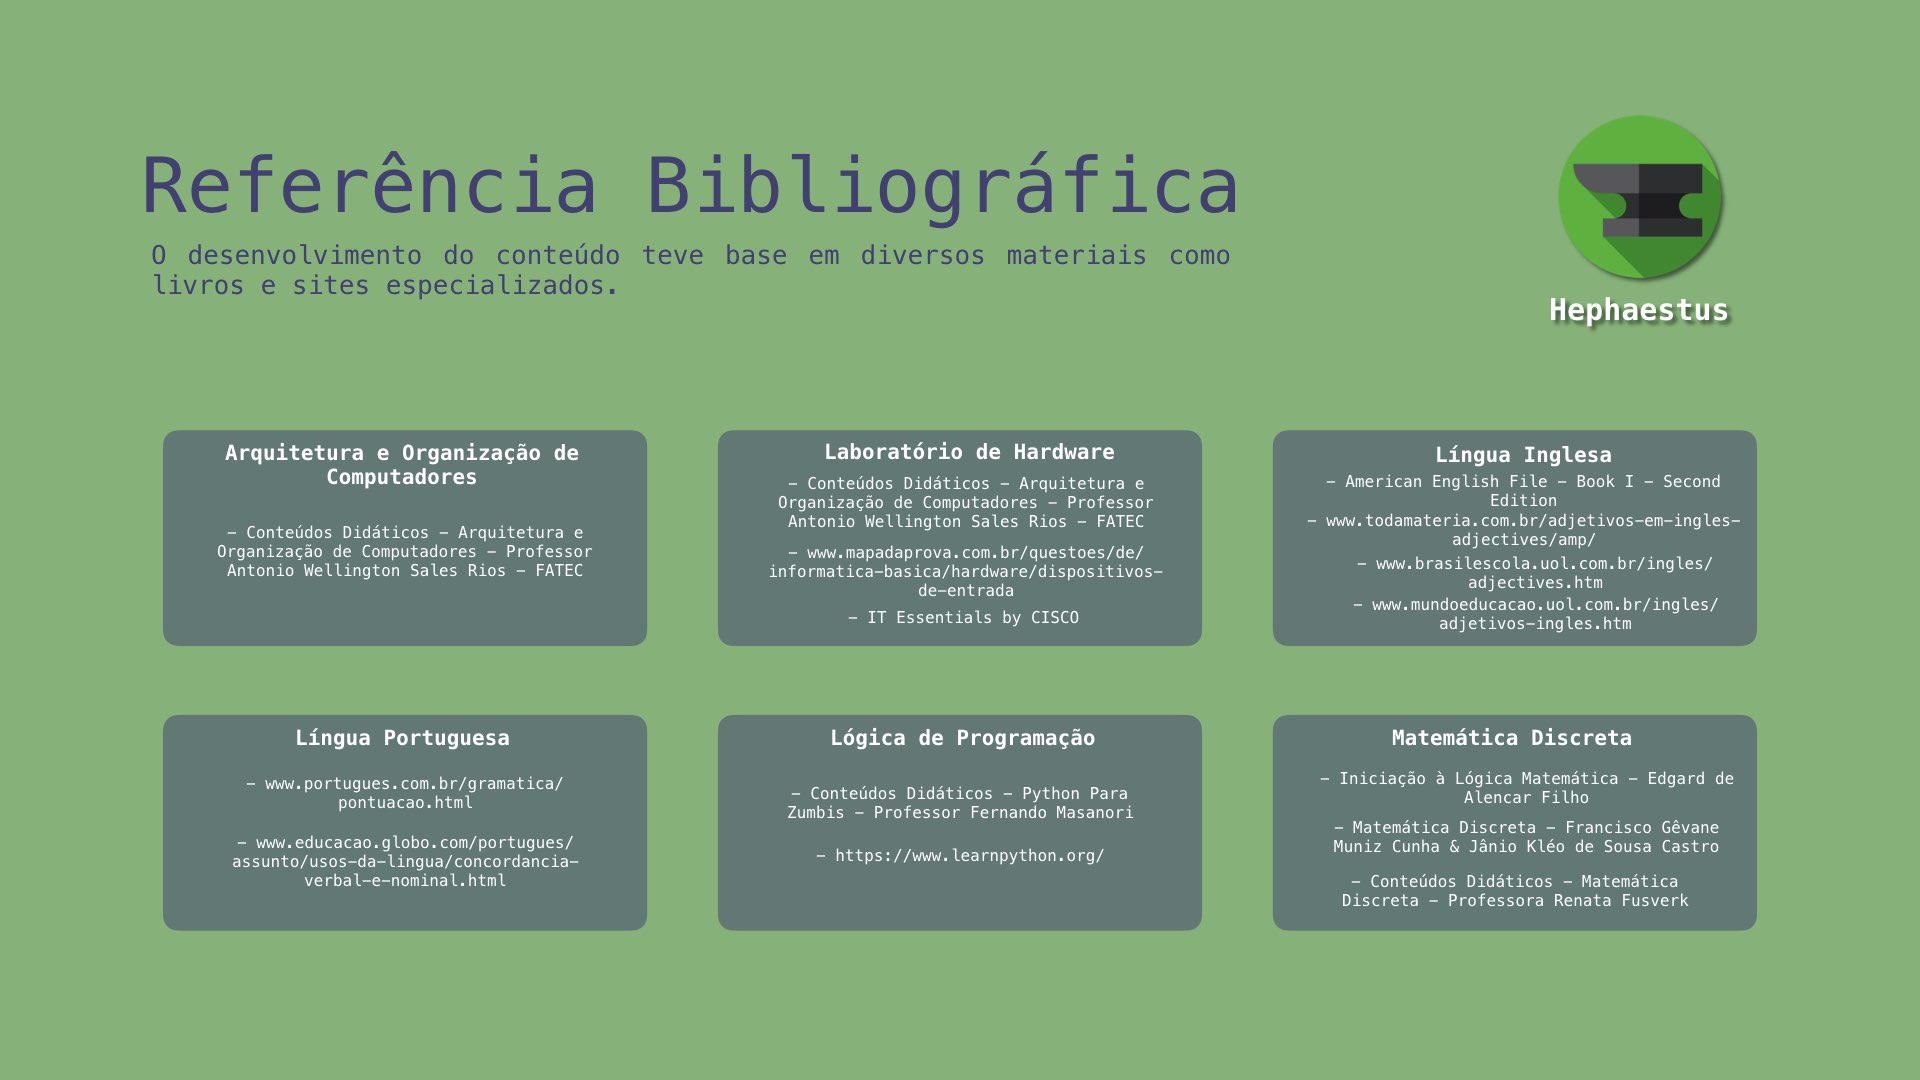 Referência Bibliográfica
O desenvolvimento do conteúdo teve base em diversos materiais como
livros e sites especializados.
Hephaestus
Arquitetura e Organização de
Computadores
- Conteúdos Didáticos - Arquitetura e
Organização de Computadores - Professor
Antonio Wellington Sales Rios - FATEC
Laboratório de Hardware
- Conteúdos Didáticos - Arquitetura e
Organização de Computadores - Professor
Antonio Wellington Sales Rios - FATEC
- www.mapadaprova.com.br/questoes/de/
informatica-basica/hardware/dispositivos-
de-entrada
- IT Essentials by CISCO
Língua Inglesa
- American English File - Book I - Second
Edition
- www.todamateria.com.br/adjetivos-em-ingles-
adjectives/amp/
- www.brasilescola.uol.com.br/ingles/
adjectives.htm
- www.mundoeducacao.uol.com.br/ingles/
adjetivos-ingles.htm
Língua Portuguesa
- www.portugues.com.br/gramatica/
pontuacao.html
- www.educacao.globo.com/portugues/
assunto/usos-da-lingua/concordancia-
verbal-e-nominal.html
Lógica de Programação
- Conteúdos Didáticos - Python Para
Zumbis - Professor Fernando Masanori
- https://www.learnpython.org/
Matemática Discreta
- Iniciação à Lógica Matemática - Edgard de
Alencar Filho
- Matemática Discreta - Francisco Gêvane
Muniz Cunha & Jânio Kléo de Sousa Castro
- Conteúdos Didáticos - Matemática
Discreta - Professora Renata Fusverk